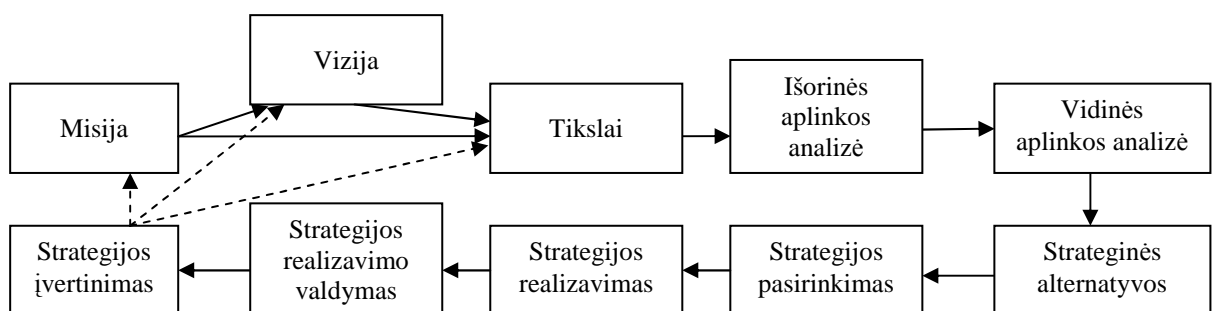 Vizija
Misija
Tikslai
Išorinės
aplinkos
analizė
Vidinės
aplinkos analizė
Strategijos
įvertinimas
Strategijos
realizavimo
valdymas
Strategijos
realizavimas
Strategijos
pasirinkimas
Strateginės
alternatyvos